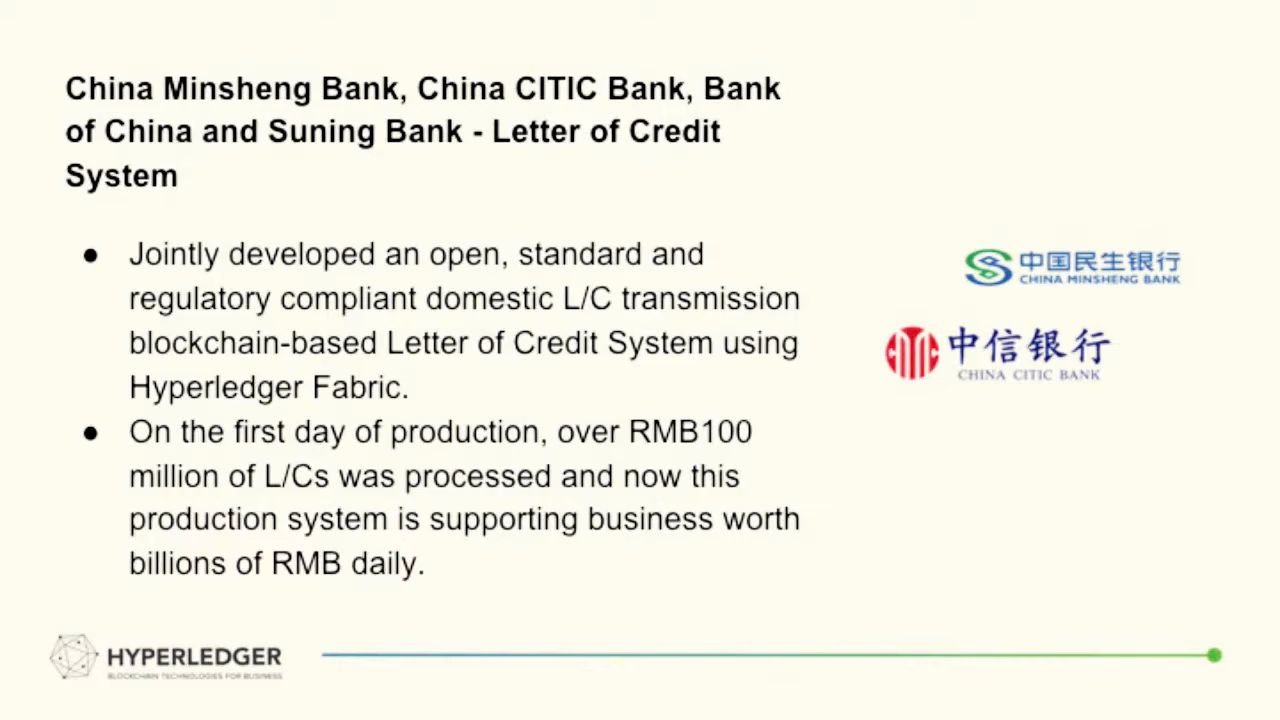 China Minsheng Bank, China CITIC Bank, Bank
of China and Suning Bank - Letter of Credit
System
● Jointly developed an open, standard and
regulatory compliant domestic L/C transmission
blockchain-based Letter of Credit System using
Hyperledger Fabric.
● On the first day of production, over RMB100
million of L/Cs was processed and now this
production system is supporting business worth
billions of RMB daily.
中国民生银行
CHINA MINSHENG BANK
中信银行
CHINA CITIC BANK
HYPERLEDGER
BLOCKCHAIN TECHNOLOGIES FOR BUSINESS